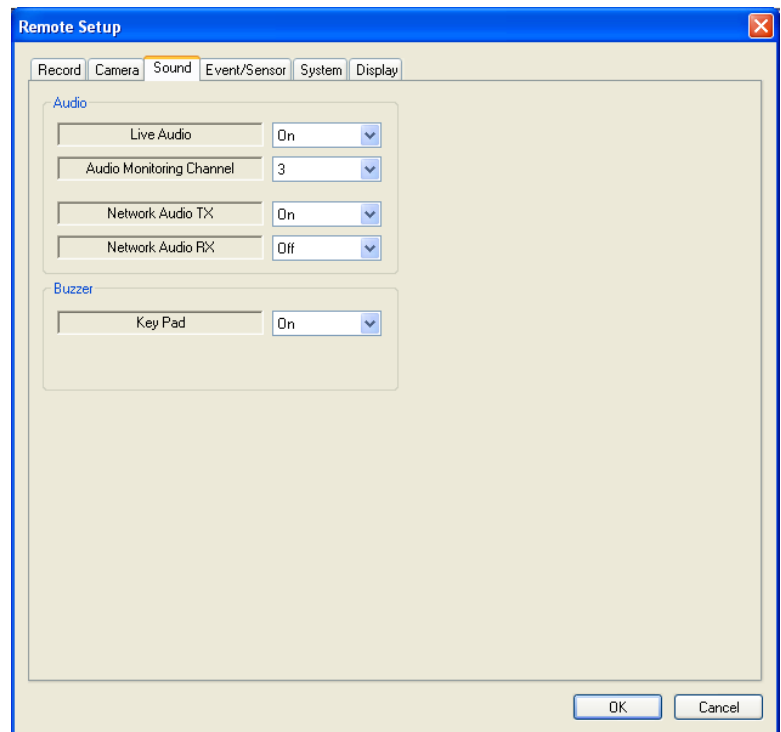 Remote Setup
Record Camera Sound Event/Sensor System Display
Audio
Live Audio On
Audio Monitoring Channel 3
Network Audio TX On
Network Audio RX Off
Buzzer
Key Pad On
OK Cancel